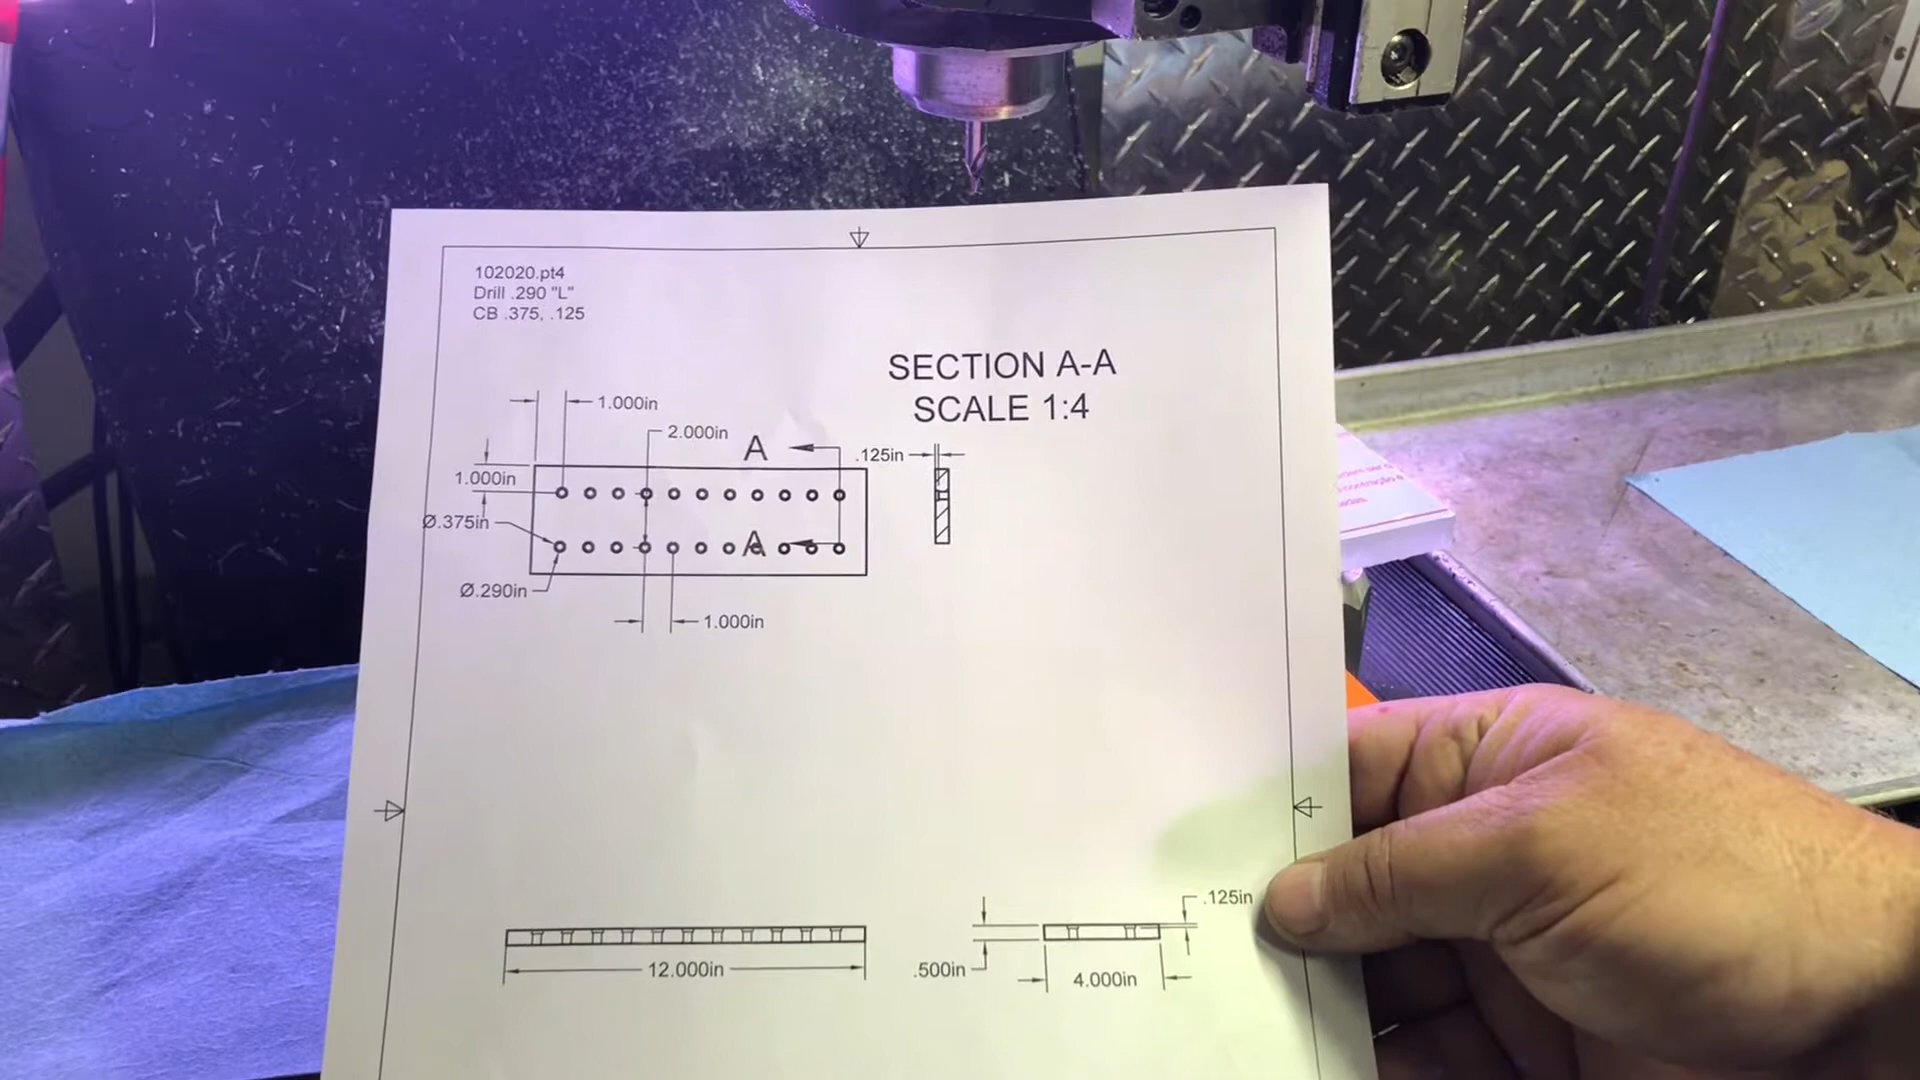 102020.pt4
Drill .290 "L"
CB .375, .125
SECTION A-A
SCALE 1:4
1.000in
2.000in
A
.125in
1.000in
Ø.375in
A
Ø.290in
1.000in
.125in
.500in
12.000in
4.000in